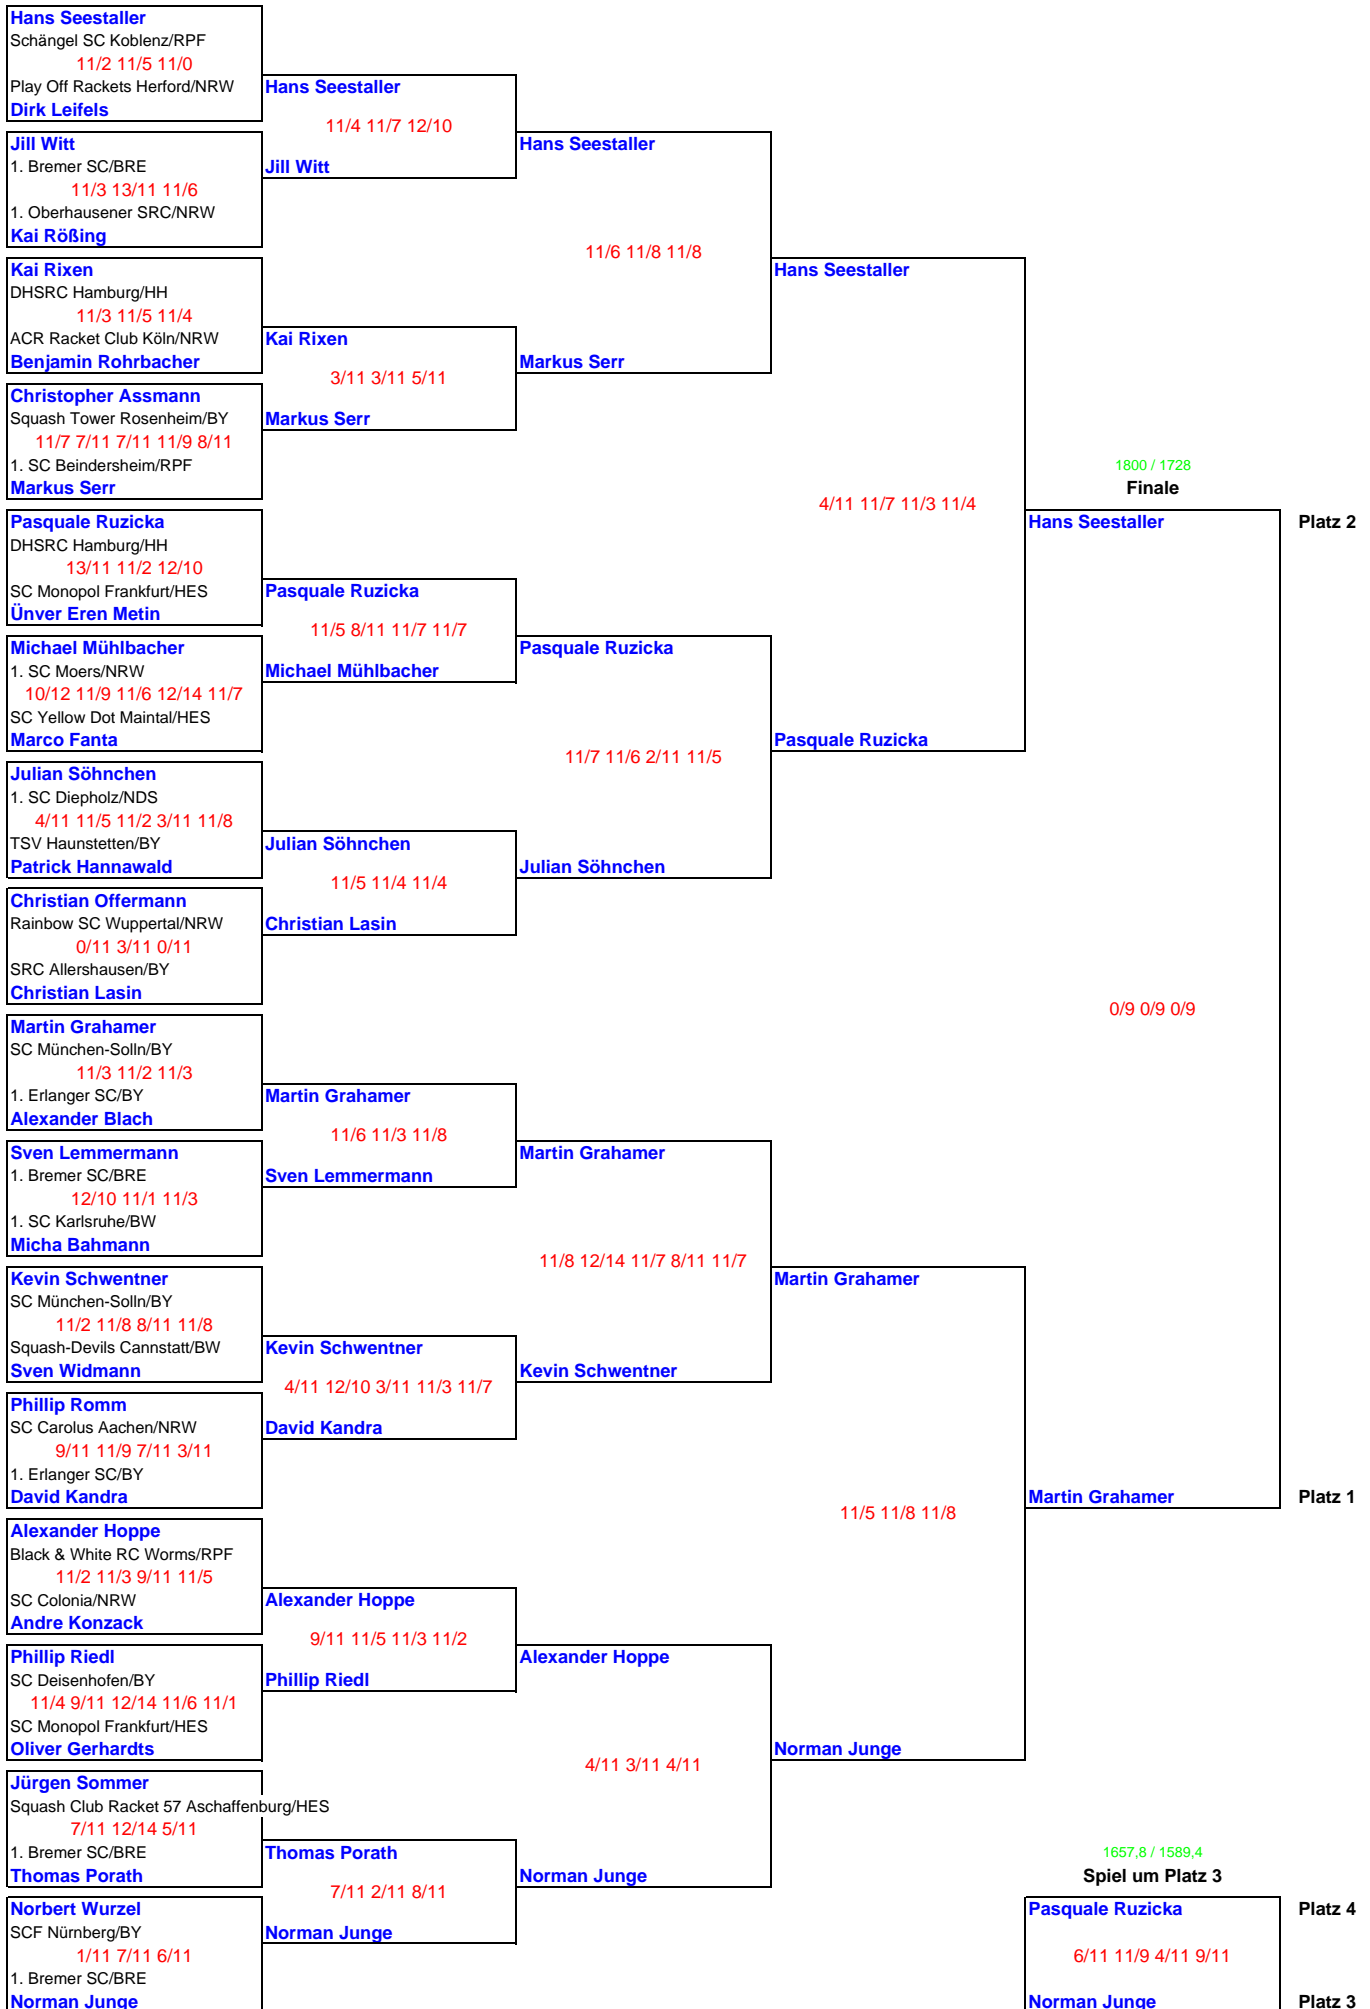 Hans Seestaller
Schängel SC Koblenz/RPF
11/2 11/5 11/0
Play Off Rackets Herford/NRW
Dirk Leifels
Jill Witt
1. Bremer SC/BRE
11/3 13/11 11/6
1. Oberhausener SRC/NRW
Kai Rößing
Kai Rixen
DHSRC Hamburg/HH
11/3 11/5 11/4
ACR Racket Club Köln/NRW
Benjamin Rohrbacher
Christopher Assmann
Squash Tower Rosenheim/BY
11/7 7/11 7/11 11/9 8/11
1. SC Beindersheim/RPF
Markus Serr
Pasquale Ruzicka
DHSRC Hamburg/HH
13/11 11/2 12/10
SC Monopol Frankfurt/HES
Ünver Eren Metin
Michael Mühlbacher
1. SC Moers/NRW
10/12 11/9 11/6 12/14 11/7
SC Yellow Dot Maintal/HES
Marco Fanta
Julian Söhnchen
1. SC Diepholz/NDS
4/11 11/5 11/2 3/11 11/8
TSV Haunstetten/BY
Patrick Hannawald
Christian Offermann
Rainbow SC Wuppertal/NRW
0/11 3/11 0/11
SRC Allershausen/BY
Christian Lasin
Martin Grahamer
SC München-Solln/BY
11/3 11/2 11/3
1. Erlanger SC/BY
Alexander Blach
Sven Lemmermann
1. Bremer SC/BRE
12/10 11/1 11/3
1. SC Karlsruhe/BW
Micha Bahmann
Kevin Schwentner
SC München-Solln/BY
11/2 11/8 8/11 11/8
Squash-Devils Cannstatt/BW
Sven Widmann
Phillip Romm
SC Carolus Aachen/NRW
9/11 11/9 7/11 3/11
1. Erlanger SC/BY
David Kandra
Alexander Hoppe
Black & White RC Worms/RPF
11/2 11/3 9/11 11/5
SC Colonia/NRW
Andre Konzack
Phillip Riedl
SC Deisenhofen/BY
11/4 9/11 12/14 11/6 11/1
SC Monopol Frankfurt/HES
Oliver Gerhardts
Jürgen Sommer
Squash Club Racket 57 Aschaffenburg/HES
7/11 12/14 5/11
1. Bremer SC/BRE
Thomas Porath
Norbert Wurzel
SCF Nürnberg/BY
1/11 7/11 6/11
1. Bremer SC/BRE
Norman Junge
Hans Seestaller
11/4 11/7 12/10
Jill Witt
Kai Rixen
3/11 3/11 5/11
Markus Serr
Pasquale Ruzicka
11/5 8/11 11/7 11/7
Michael Mühlbacher
Julian Söhnchen
11/5 11/4 11/4
Christian Lasin
Martin Grahamer
11/6 11/3 11/8
Sven Lemmermann
Kevin Schwentner
4/11 12/10 3/11 11/3 11/7
David Kandra
Alexander Hoppe
9/11 11/5 11/3 11/2
Phillip Riedl
Thomas Porath
7/11 2/11 8/11
Norman Junge
Hans Seestaller
11/6 11/8 11/8
Markus Serr
Pasquale Ruzicka
11/7 11/6 2/11 11/5
Julian Söhnchen
Martin Grahamer
11/8 12/14 11/7 8/11 11/7
Kevin Schwentner
Alexander Hoppe
4/11 3/11 4/11
Norman Junge
Hans Seestaller
4/11 11/7 11/3 11/4
Pasquale Ruzicka
Martin Grahamer
11/5 11/8 11/8
Norman Junge
1800 / 1728
Finale
Hans Seestaller Platz 2
0/9 0/9 0/9
Martin Grahamer Platz 1
1657,8 / 1589,4
Spiel um Platz 3
Pasquale Ruzicka Platz 4
6/11 11/9 4/11 9/11
Norman Junge Platz 3